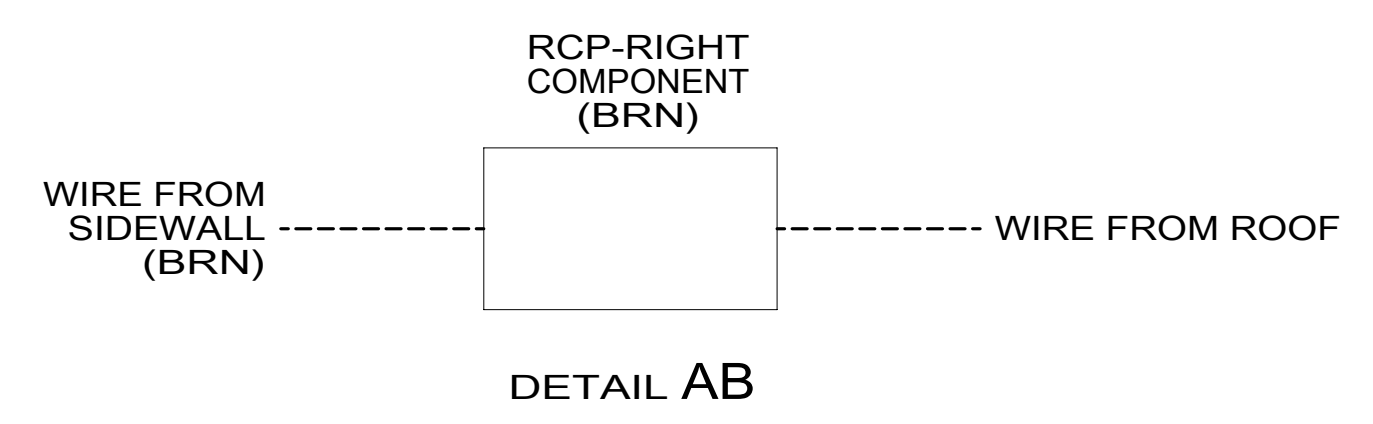 RCP-RIGHT
COMPONENT
(BRN)
WIRE FROM
SIDEWALL
(BRN)
WIRE FROM ROOF
DETAIL AB